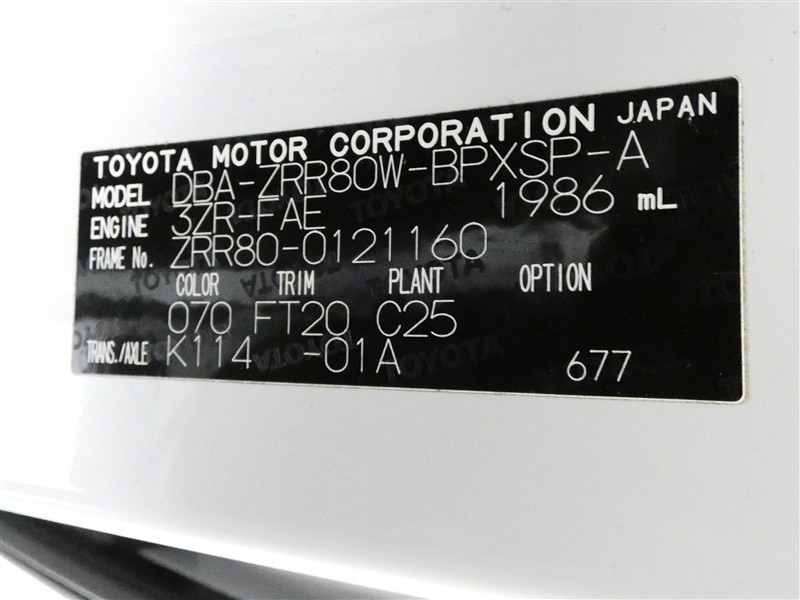 TOYOTA MOTOR CORPORATION JAPAN
MODEL DBA-ZRR80W-BPXSP-A
ENGINE 3ZR-FAE 1986 mL
FRAME No. ZRR80-0121160
COLOR TRIM PLANT OPTION
070 FT20 C25
TRANS./AXLE K114 -01A 677